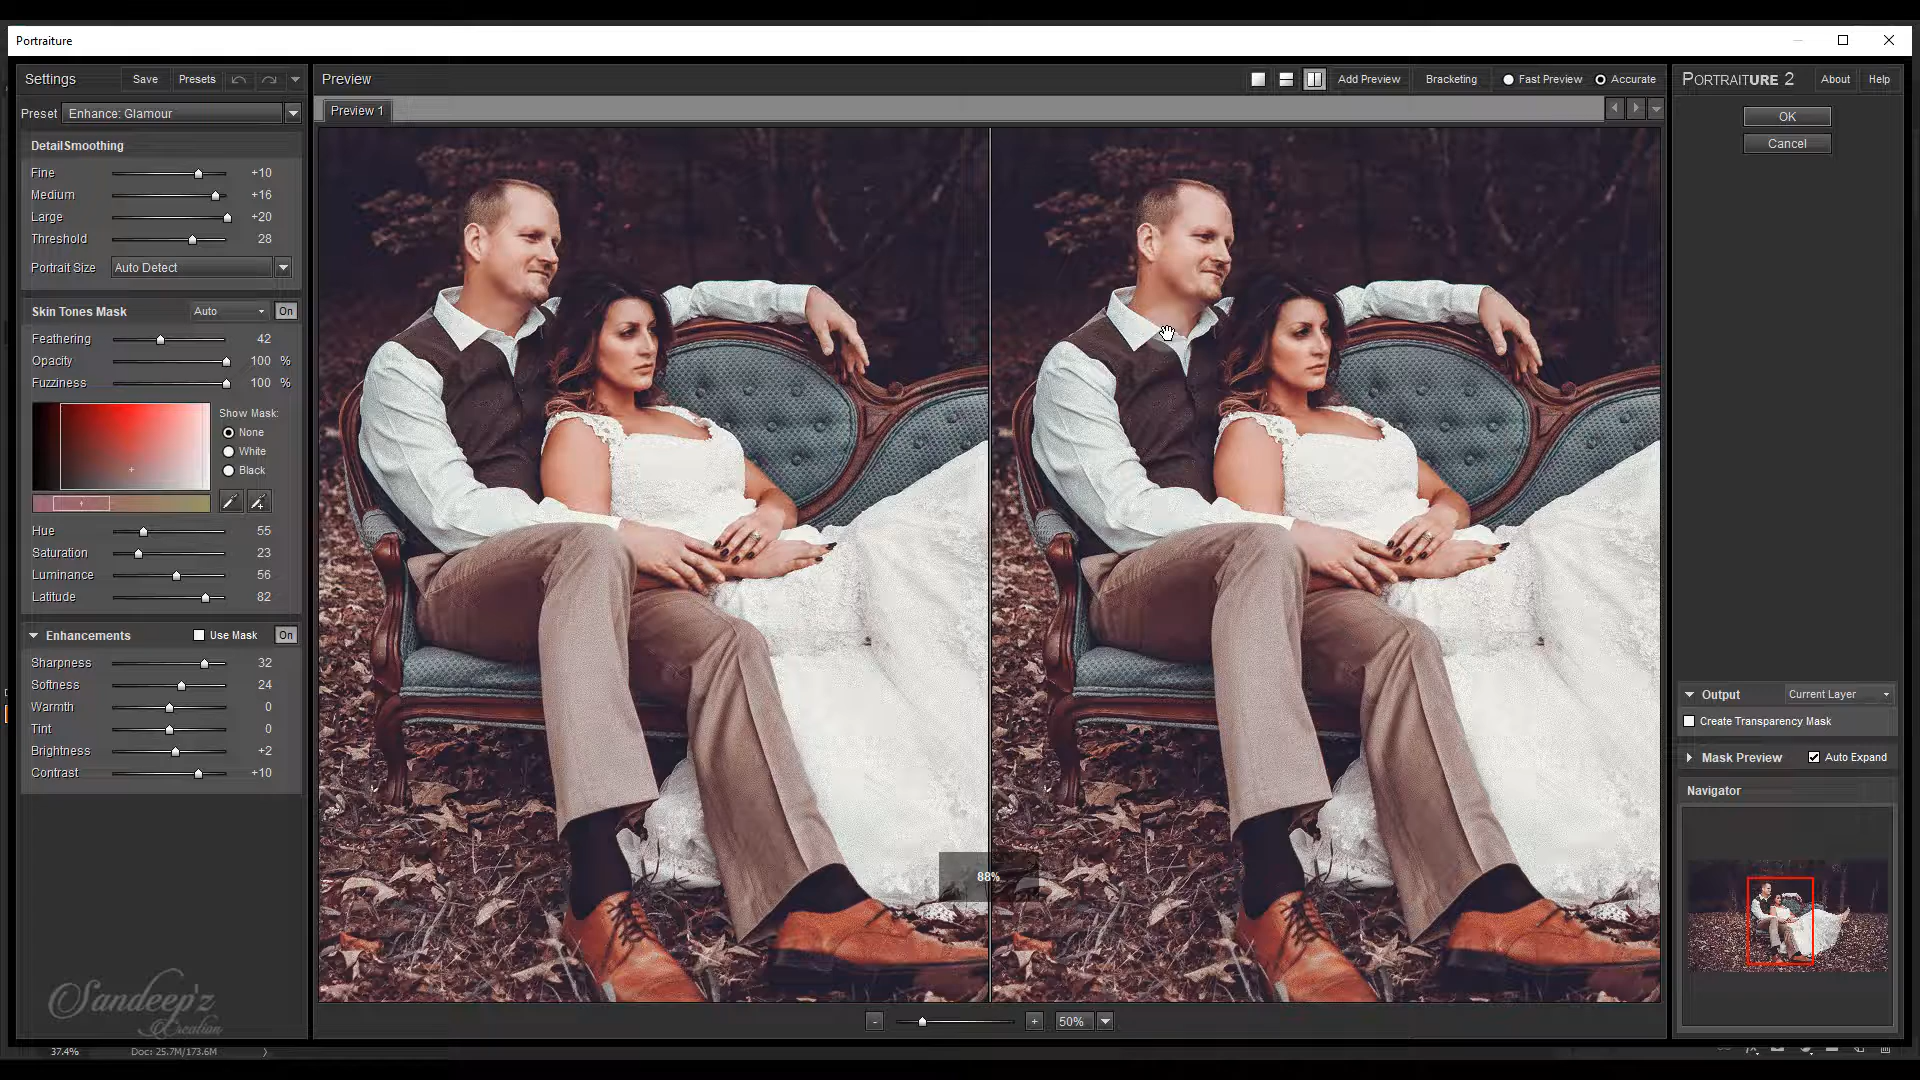 Portraiture
Settings
Save
Presets
Preview
Add Preview
Bracketing
Fast Preview
Accurate
PORTRAITURE 2
About
Help
Preset
Enhance: Glamour
Preview 1
OK
Cancel
DetailSmoothing
Fine +10
Medium +16
Large +20
Threshold 28
Portrait Size Auto Detect
Skin Tones Mask Auto On
Feathering 42
Opacity 100 %
Fuzziness 100 %
Show Mask:
None
White
Black
Hue 55
Saturation 23
Luminance 56
Latitude 82
Enhancements Use Mask On
Sharpness 32
Softness 24
Warmth 0
Tint 0
Brightness +2
Contrast +10
88%
Output Current Layer
Create Transparency Mask
Mask Preview Auto Expand
Navigator
Sandeep'z
Creation
- + 50%
37.4% Doc: 25.7M/173.6M